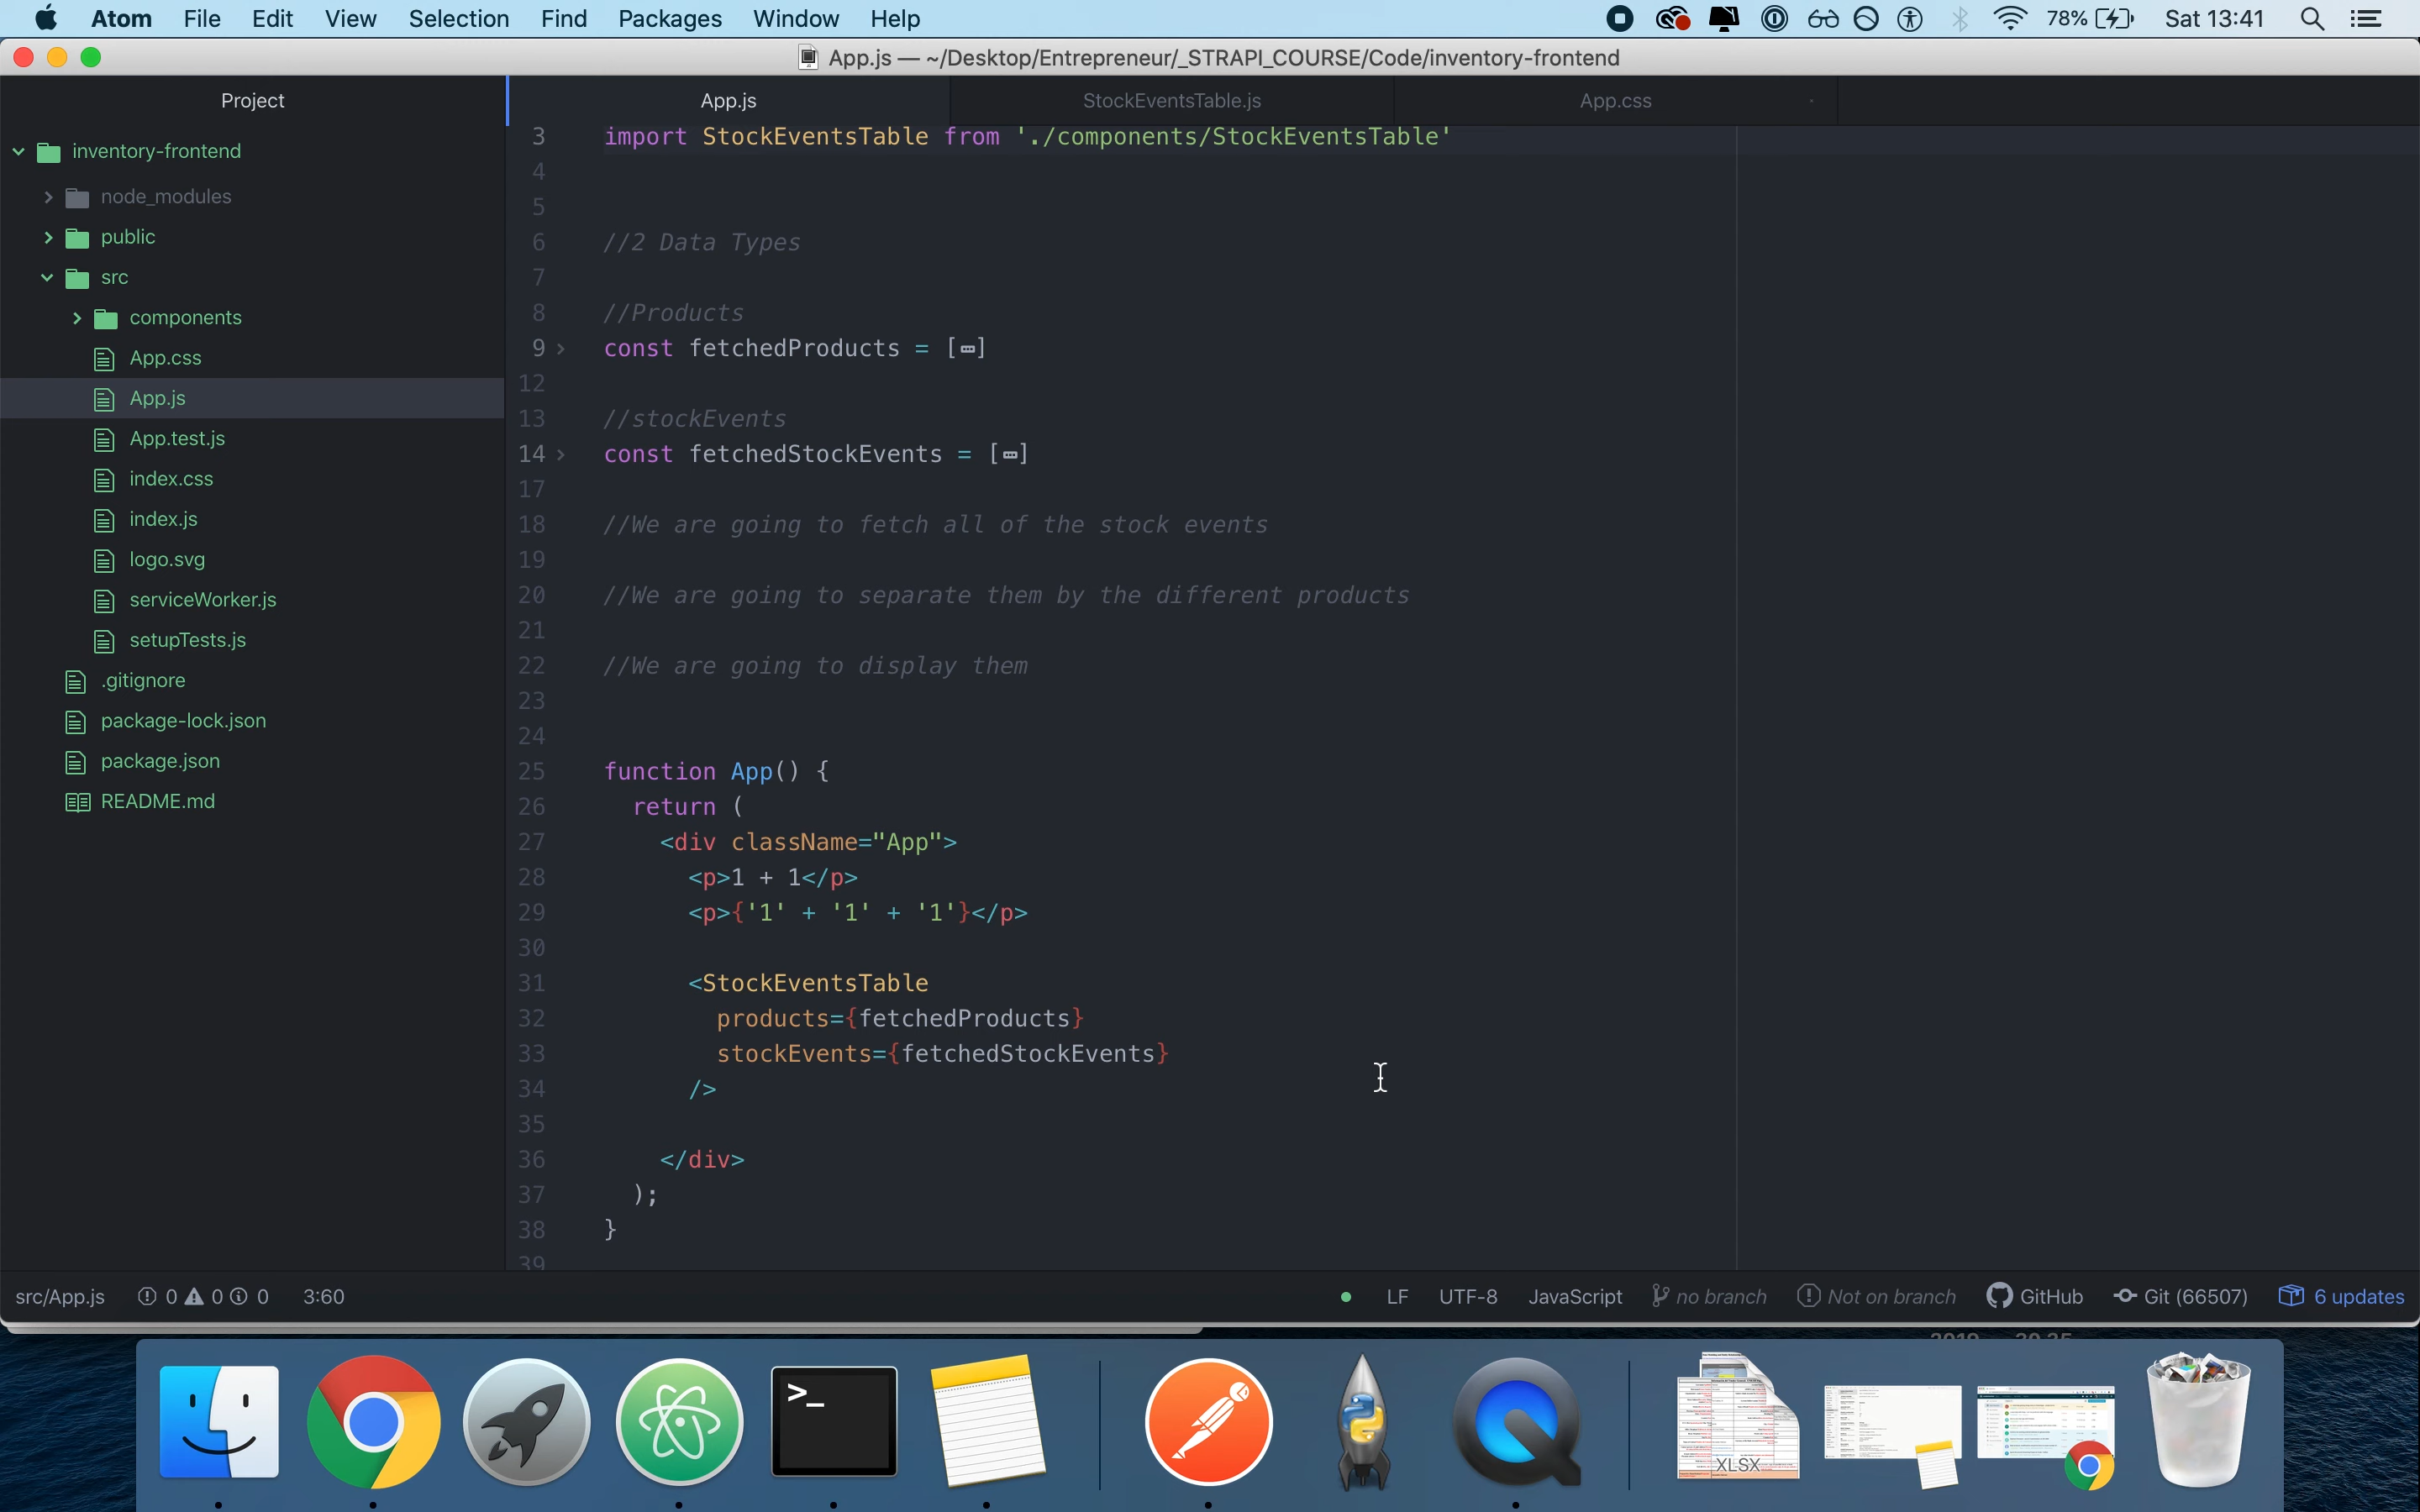 Atom File Edit View Selection Find Packages Window Help 78% Sat 13:41
App.js — ~/Desktop/Entrepreneur/_STRAPI_COURSE/Code/inventory-frontend
Project
inventory-frontend
node_modules
public
src
components
App.css
App.js
App.test.js
index.css
index.js
logo.svg
serviceWorker.js
setupTests.js
.gitignore
package-lock.json
package.json
README.md
App.js StockEventsTable.js App.css
3 import StockEventsTable from './components/StockEventsTable'
4
5
6 //2 Data Types
7
8 //Products
9 const fetchedProducts = […]
12
13 //stockEvents
14 const fetchedStockEvents = […]
17
18 //We are going to fetch all of the stock events
19
20 //We are going to separate them by the different products
21
22 //We are going to display them
23
24
25 function App() {
26 return (
27 <div className="App">
28 <p>1 + 1</p>
29 <p>{'1' + '1' + '1'}</p>
30
31 <StockEventsTable
32 products={fetchedProducts}
33 stockEvents={fetchedStockEvents}
34 />
35
36 </div>
37 );
38 }
39
src/App.js 0 0 0 3:60 LF UTF-8 JavaScript no branch Not on branch GitHub Git (66507) 6 updates
>_
XLSX